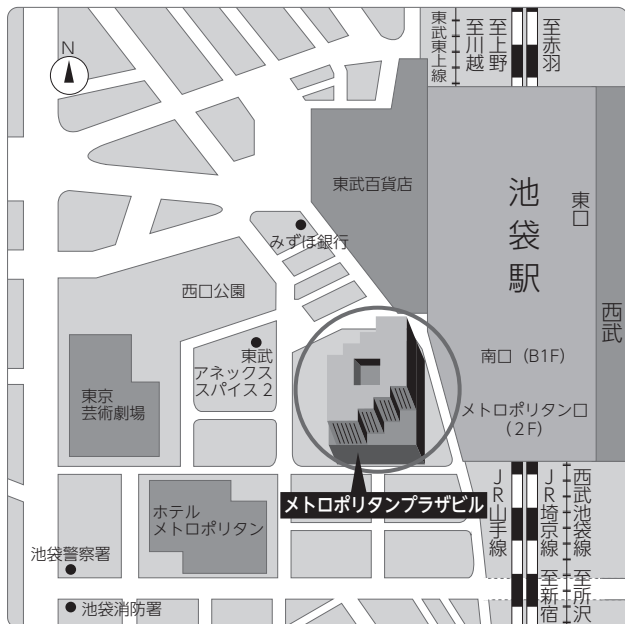 N
東武東上線
至川越
至上野
至赤羽
東武百貨店
池袋駅
東口
西武
みずほ銀行
西口公園
東武
アネックス
スパイス2
東京
芸術劇場
南口（B1F）
メトロポリタン口
（2F）
メトロポリタンプラザビル
ホテル
メトロポリタン
JR山手線
JR埼京線
西武池袋線
至新宿
至所沢
池袋警察署
池袋消防署